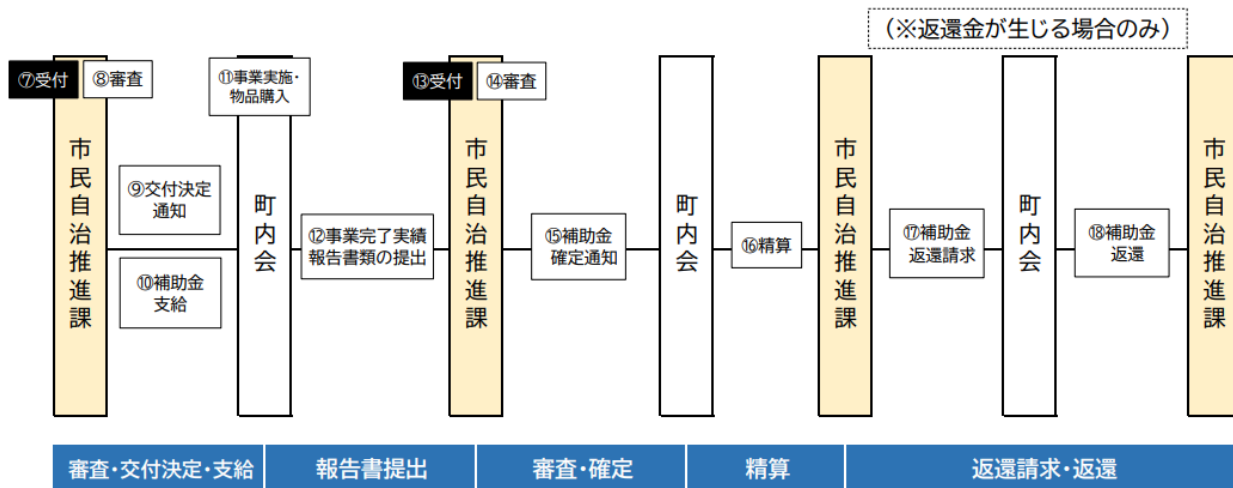 （※返還金が生じる場合のみ）
⑦受付
⑧審査
市民自治推進課
⑨交付決定
通知
⑩補助金
支給
⑪事業実施・
物品購入
町内会
⑫事業完了実績
報告書類の提出
⑬受付
⑭審査
市民自治推進課
⑮補助金
確定通知
町内会
⑯精算
市民自治推進課
⑰補助金
返還請求
町内会
⑱補助金
返還
市民自治推進課
審査・交付決定・支給
報告書提出
審査・確定
精算
返還請求・返還